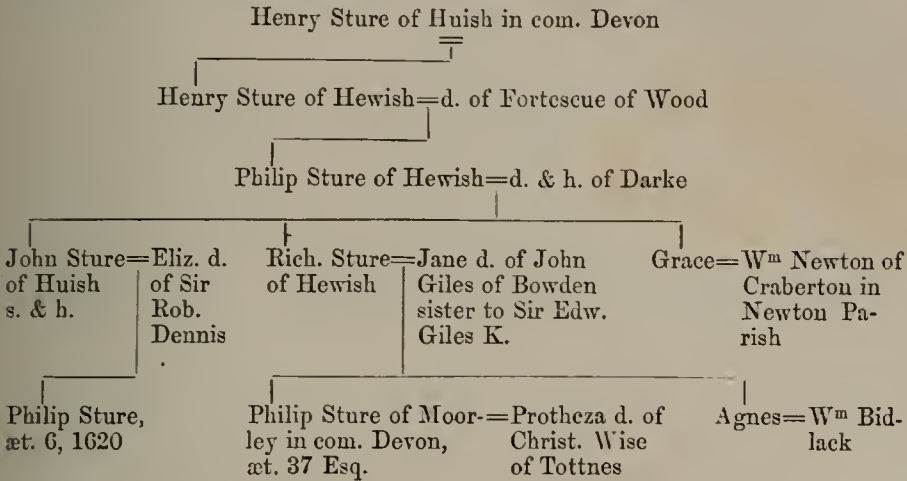 Henry Sture of Huish in com. Devon
Henry Sture of Hewish=d. of Fortescue of Wood
Philip Sture of Hewish=d. & h. of Darke
John Sture=Eliz. d.
of Huish of Sir
s. & h. Rob.
Dennis
Rich. Sture=Jane d. of John
of Hewish Giles of Bowden
sister to Sir Edw.
Giles K.
Grace=Wm Newton of
Craberton in
Newton Pa-
rish
Philip Sture,
æt. 6, 1620
Philip Sture of Moor-=Protheza d. of
ley in com. Devon, Christ. Wise
æt. 37 Esq. of Tottnes
Agnes=Wm Bid-
lack